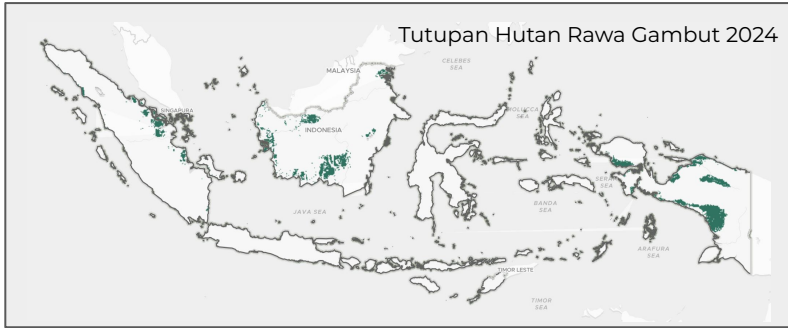 Tutupan Hutan Rawa Gambut 2024
CELEBES
SEA
MALAYSIA
SINGAPURA
MOLUCCA
SEA
INDONESIA
SERAM
SEA
JAVA SEA
BANDA
SEA
ARAFURA
SEA
TIMOR LESTE
TIMOR
SEA